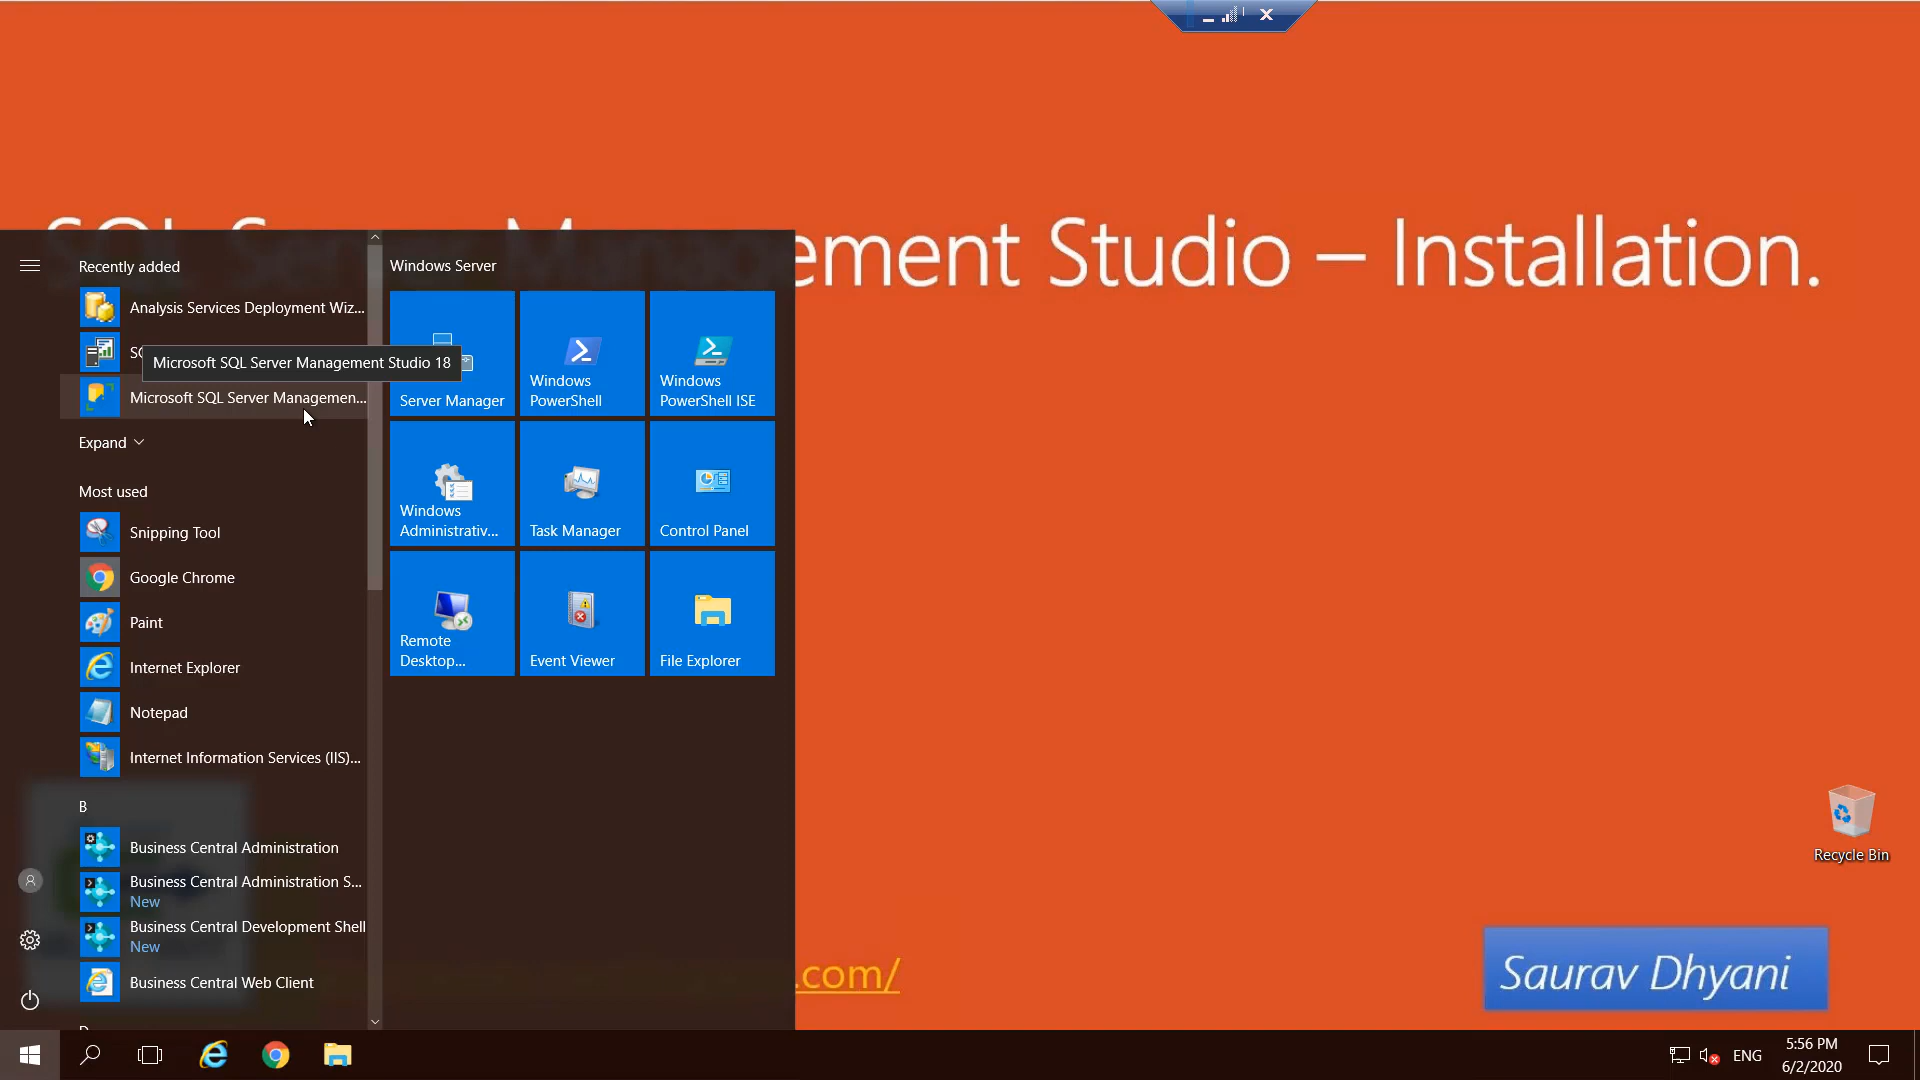 SQL Server Management Studio – Installation.
Recently added
Analysis Services Deployment Wiz...
Microsoft SQL Server Management Studio 18
Microsoft SQL Server Managemen...
Expand
Most used
Snipping Tool
Google Chrome
Paint
Internet Explorer
Notepad
Internet Information Services (IIS)...
B
Business Central Administration
Business Central Administration S...
New
Business Central Development Shell
New
Business Central Web Client
Windows Server
Server Manager
Windows
PowerShell
Windows
PowerShell ISE
Windows
Administrativ...
Task Manager
Control Panel
Remote
Desktop...
Event Viewer
File Explorer
Recycle Bin
.com/
Saurav Dhyani
ENG
5:56 PM
6/2/2020